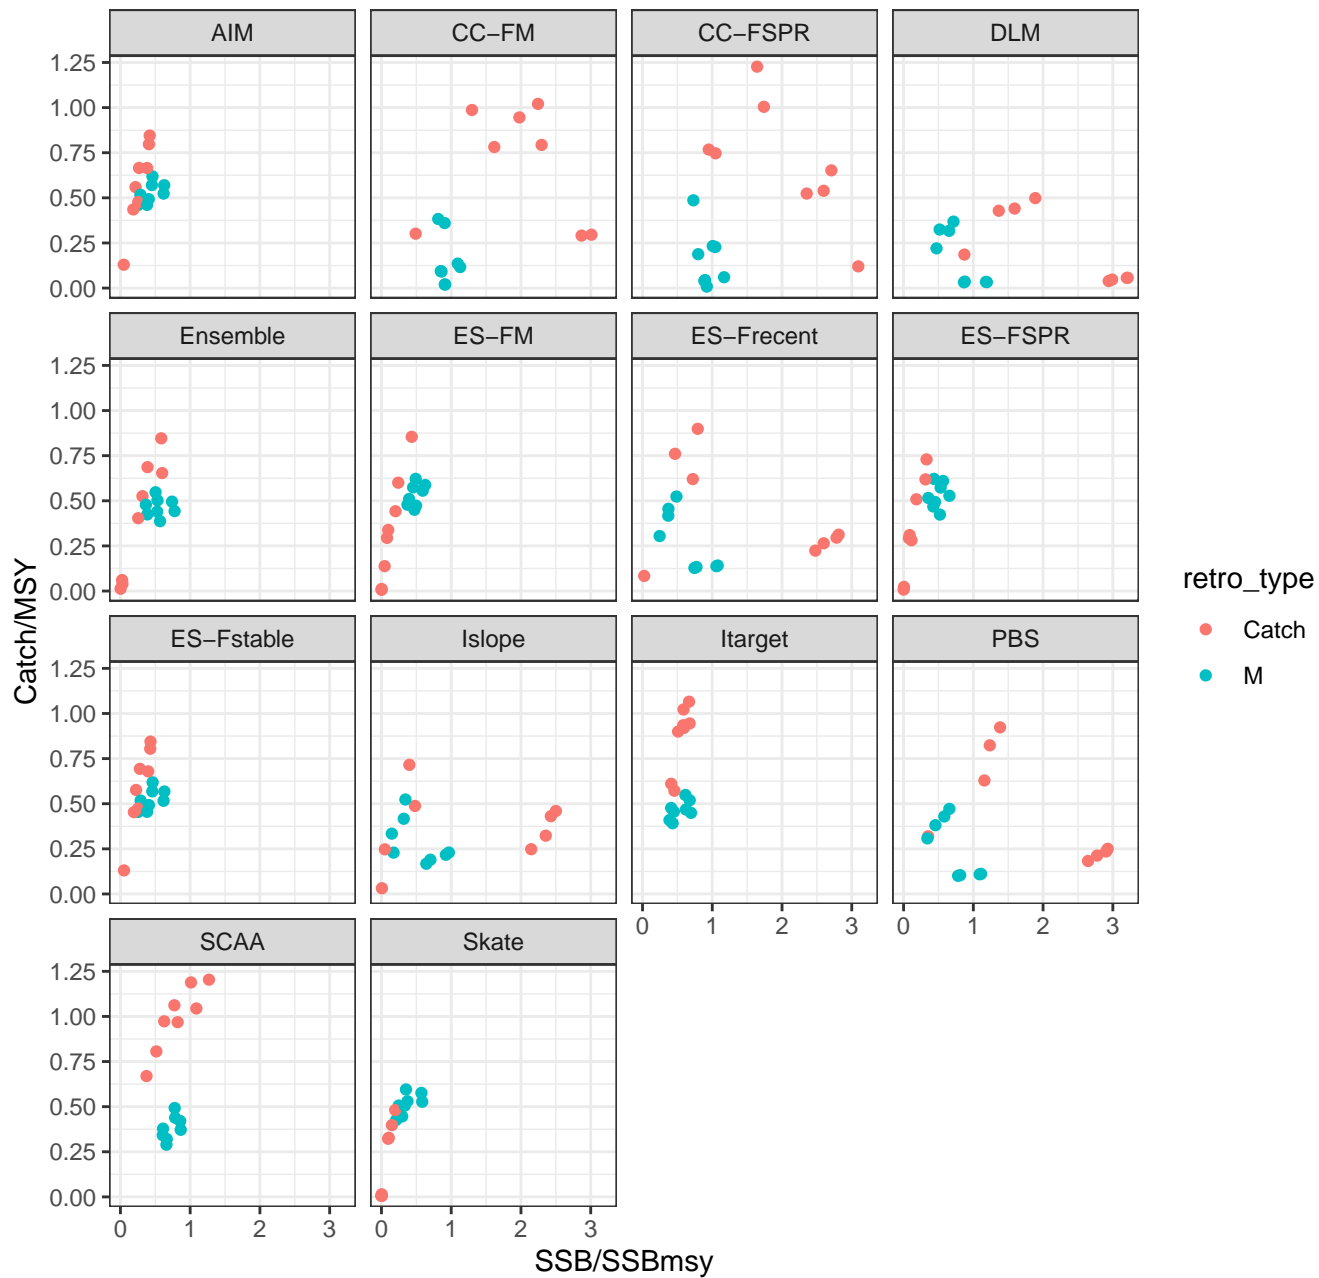 AIM CC−FM CC−FSPR DLM
1.25
1.00
0.75
0.50
0.25
0.00
Ensemble ES−FM ES−Frecent ES−FSPR
1.25
1.00
0.75
0.50
0.25
0.00
ES−Fstable Islope Itarget PBS
1.25
1.00
0.75
0.50
0.25
0.00
0 1 2 3 0 1 2 3
SCAA Skate
1.25
1.00
0.75
0.50
0.25
0.00
0 1 2 3 0 1 2 3
SSB/SSBmsy
Catch/MSY
retro_type
Catch
M